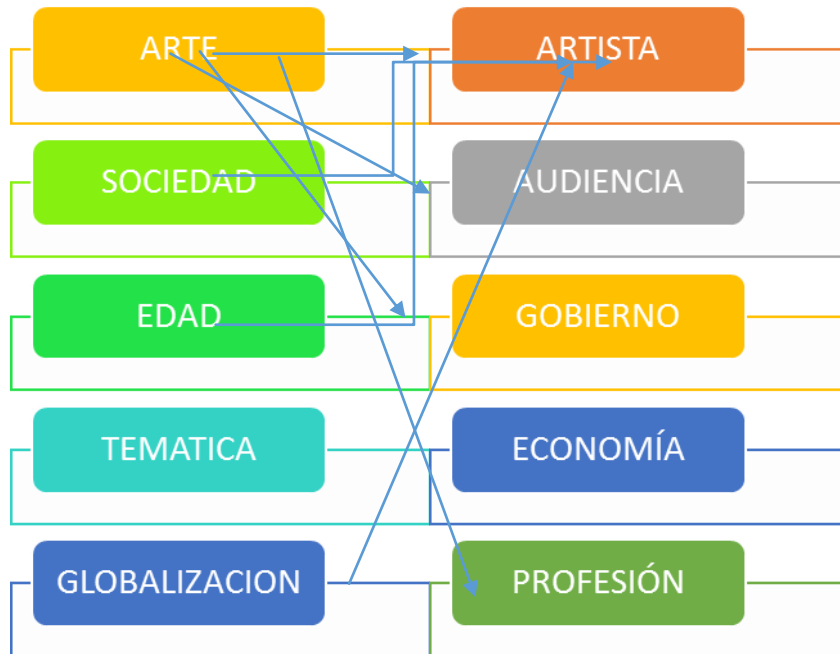 ARTE
ARTISTA
SOCIEDAD
AUDIENCIA
EDAD
GOBIERNO
TEMATICA
ECONOMÍA
GLOBALIZACION
PROFESIÓN